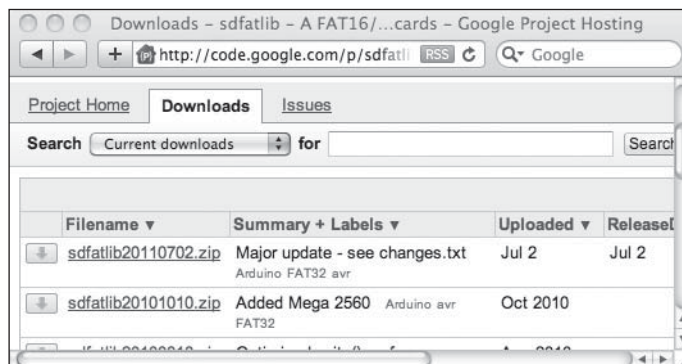 Downloads – sdfatlib – A FAT16/...cards – Google Project Hosting
http://code.google.com/p/sdfatli RSS Google
Project Home Downloads Issues
Search Current downloads for Search
Filename ▼ Summary + Labels ▼ Uploaded ▼ ReleaseD
sdfatlib20110702.zip Major update - see changes.txt Jul 2 Jul 2
Arduino FAT32 avr
sdfatlib20101010.zip Added Mega 2560 Arduino avr Oct 2010
FAT32